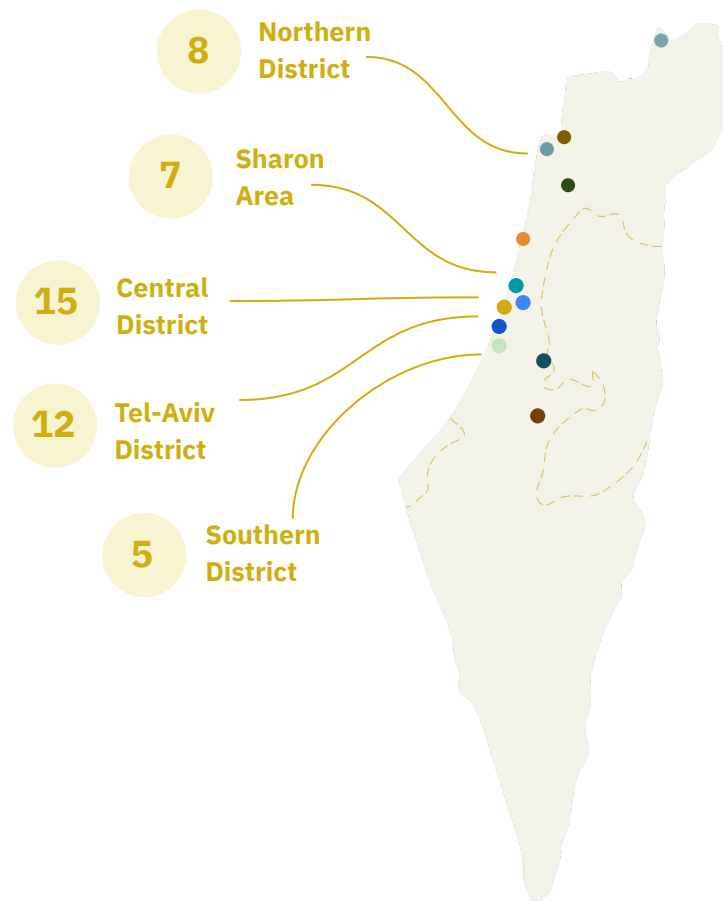 8
Northern
District
7
Sharon
Area
15
Central
District
12
Tel-Aviv
District
5
Southern
District